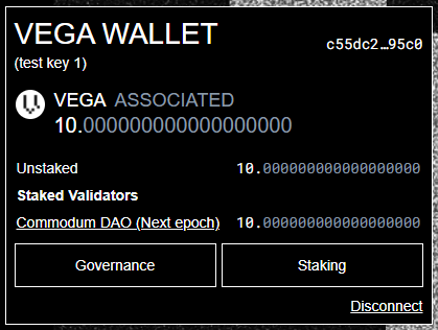 VEGA WALLET
c55dc2…95c0
(test key 1)
VEGA ASSOCIATED
10.000000000000000000
Unstaked 10.000000000000000000
Staked Validators
Commodum DAO (Next epoch) 10.000000000000000000
Governance Staking
Disconnect